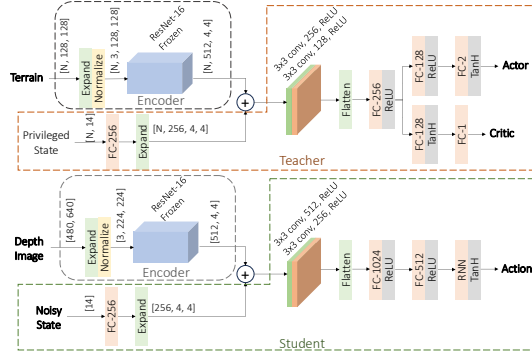 Terrain
[N, 128, 128]
Expand
Normalize
[N, 3, 128, 128]
ResNet-16
Frozen
[N, 512, 4, 4]
Encoder
Privileged
State
[N, 14]
FC-256
Expand
[N, 256, 4, 4]
+
3x3 conv, 256, ReLU
3x3 conv, 128, ReLU
Flatten
FC-256
ReLU
FC-128
ReLU
FC-2
TanH
Actor
FC-128
TanH
FC-1
Critic
Teacher
Depth
Image
[480, 640]
Expand
Normalize
[3, 224, 224]
ResNet-16
Frozen
[512, 4, 4]
Encoder
Noisy
State
[14]
FC-256
Expand
[256, 4, 4]
+
3x3 conv, 512, ReLU
3x3 conv, 256, ReLU
Flatten
FC-1024
ReLU
FC-512
ReLU
RNN
TanH
Action
Student